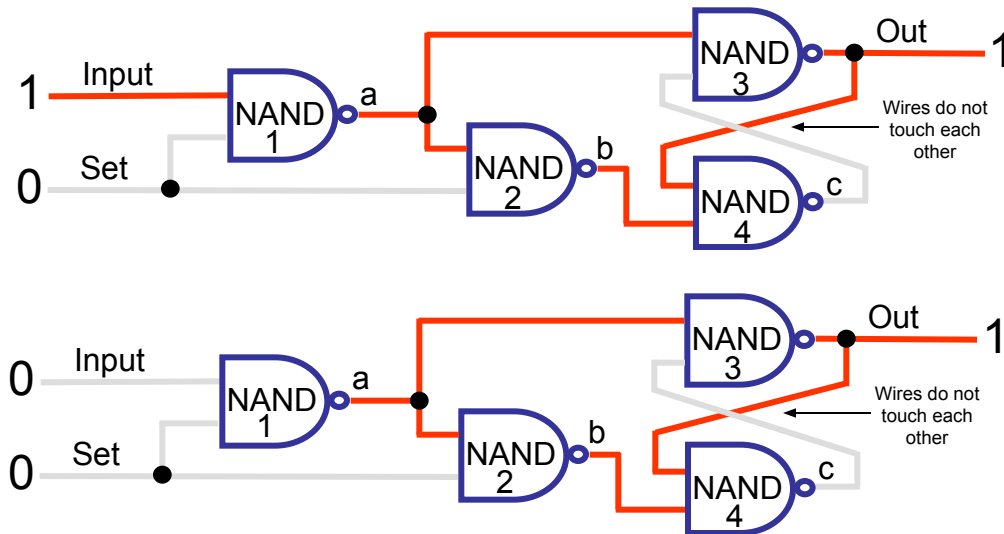 Out
1
Input
1
NAND
1
a
NAND
3
Wires do not
touch each
other
Set
0
NAND
2
b
NAND
4
c
Out
1
Input
0
NAND
1
a
NAND
3
Wires do not
touch each
other
Set
0
NAND
2
b
NAND
4
c